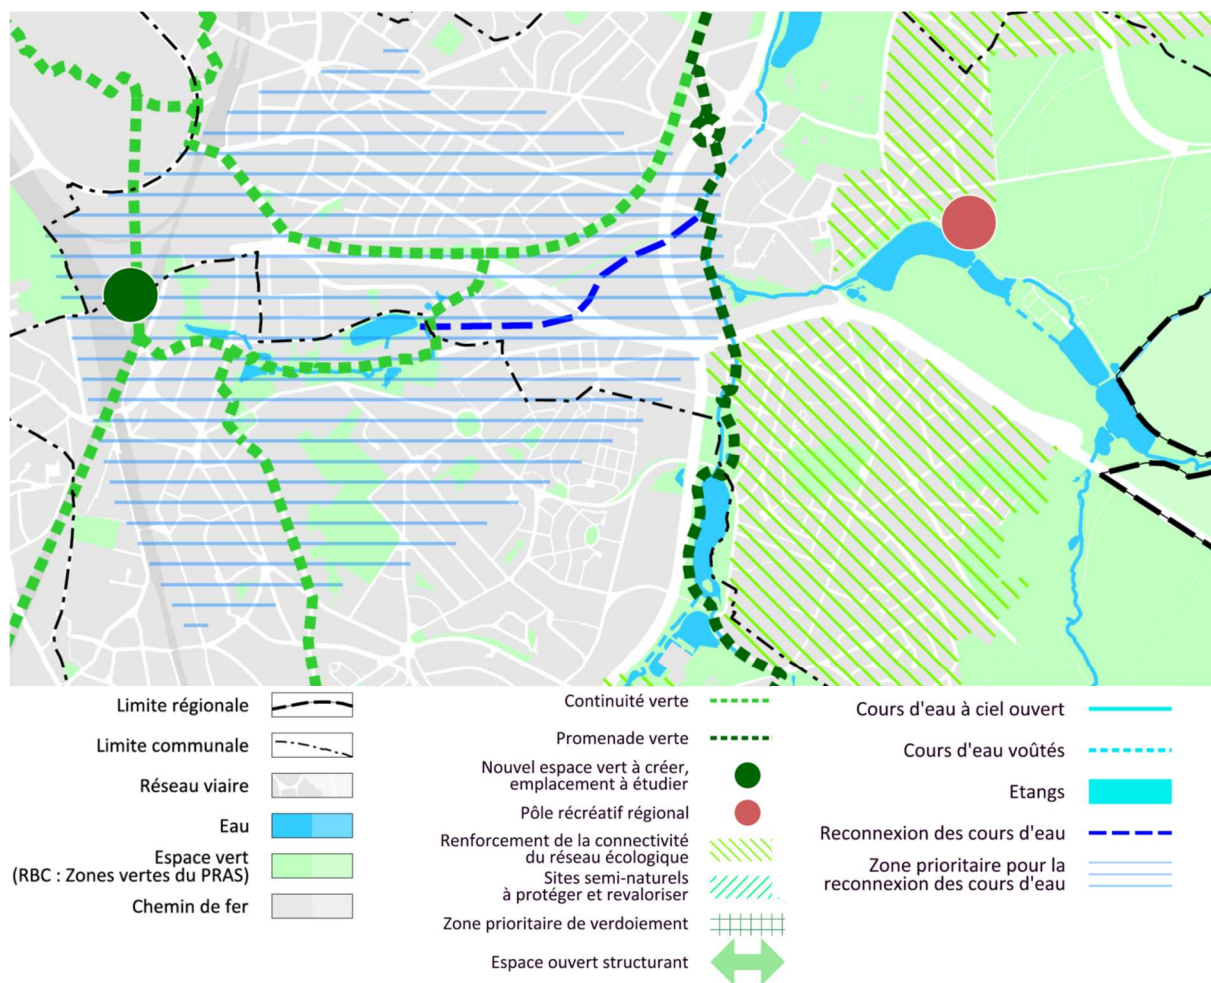 Limite régionale
Limite communale
Réseau viaire
Eau
Espace vert
(RBC : Zones vertes du PRAS)
Chemin de fer
Continuité verte
Promenade verte
Nouvel espace vert à créer,
emplacement à étudier
Pôle récréatif régional
Renforcement de la connectivité
du réseau écologique
Sites semi-naturels
à protéger et revaloriser
Zone prioritaire de verdoiement
Espace ouvert structurant
Cours d'eau à ciel ouvert
Cours d'eau voûtés
Etangs
Reconnexion des cours d'eau
Zone prioritaire pour la
reconnexion des cours d'eau